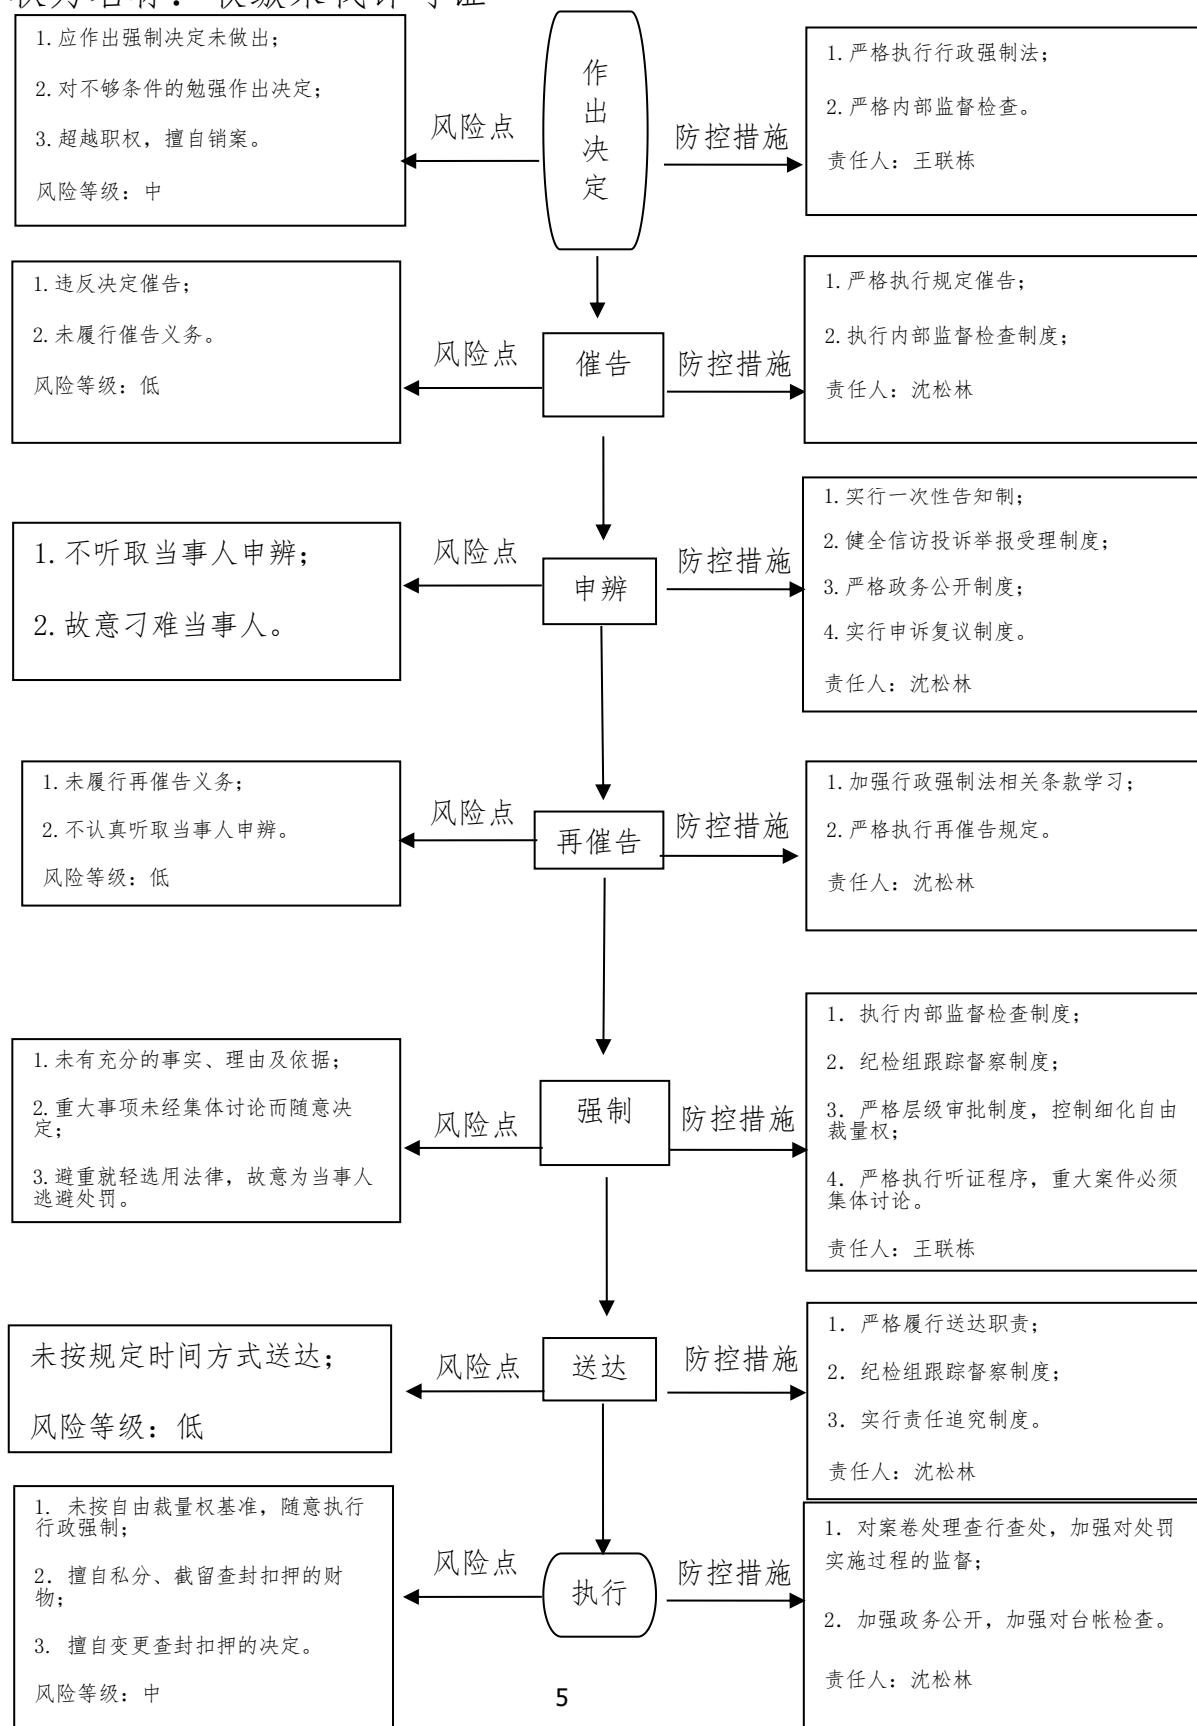 1.应作出强制决定未做出;
2.对不够条件的勉强作出决定;
3.超越职权，擅自销案。
风险等级：中
风险点
作
出
决
定
防控措施
1.严格执行行政强制法;
2.严格内部监督检查。
责任人：王联栋
1.违反决定催告;
2.未履行催告义务。
风险等级：低
风险点
催告
防控措施
1.严格执行规定催告;
2.执行内部监督检查制度;
责任人：沈松林
1.不听取当事人申辨;
2.故意刁难当事人。
风险点
申辨
防控措施
1.实行一次性告知制;
2.健全信访投诉举报受理制度;
3.严格政务公开制度;
4.实行申诉复议制度。
责任人：沈松林
1.未履行再催告义务;
2.不认真听取当事人申辨。
风险等级：低
风险点
再催告
防控措施
1.加强行政强制法相关条款学习;
2.严格执行再催告规定。
责任人：沈松林
1.未有充分的事实、理由及依据;
2.重大事项未经集体讨论而随意决
定;
3.避重就轻选用法律，故意为当事人
逃避处罚。
风险点
强制
防控措施
1. 执行内部监督检查制度;
2. 纪检组跟踪督察制度;
3. 严格层级审批制度，控制细化自由
裁量权;
4. 严格执行听证程序，重大案件必须
集体讨论。
责任人：王联栋
未按规定时间方式送达;
风险等级：低
风险点
送达
防控措施
1. 严格履行送达职责;
2. 纪检组跟踪督察制度;
3. 实行责任追究制度。
责任人：沈松林
1. 未按自由裁量权基准，随意执行
行政强制;
2. 擅自私分、截留查封扣押的财
物;
3. 擅自变更查封扣押的决定。
风险等级：中
风险点
执行
防控措施
1. 对案卷处理查行查处，加强对处罚
实施过程的监督;
2. 加强政务公开，加强对台帐检查。
责任人：沈松林
5